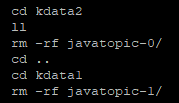 cd kdata2
ll
rm -rf javatopic-0/
cd ..
cd kdata1
rm -rf javatopic-1/